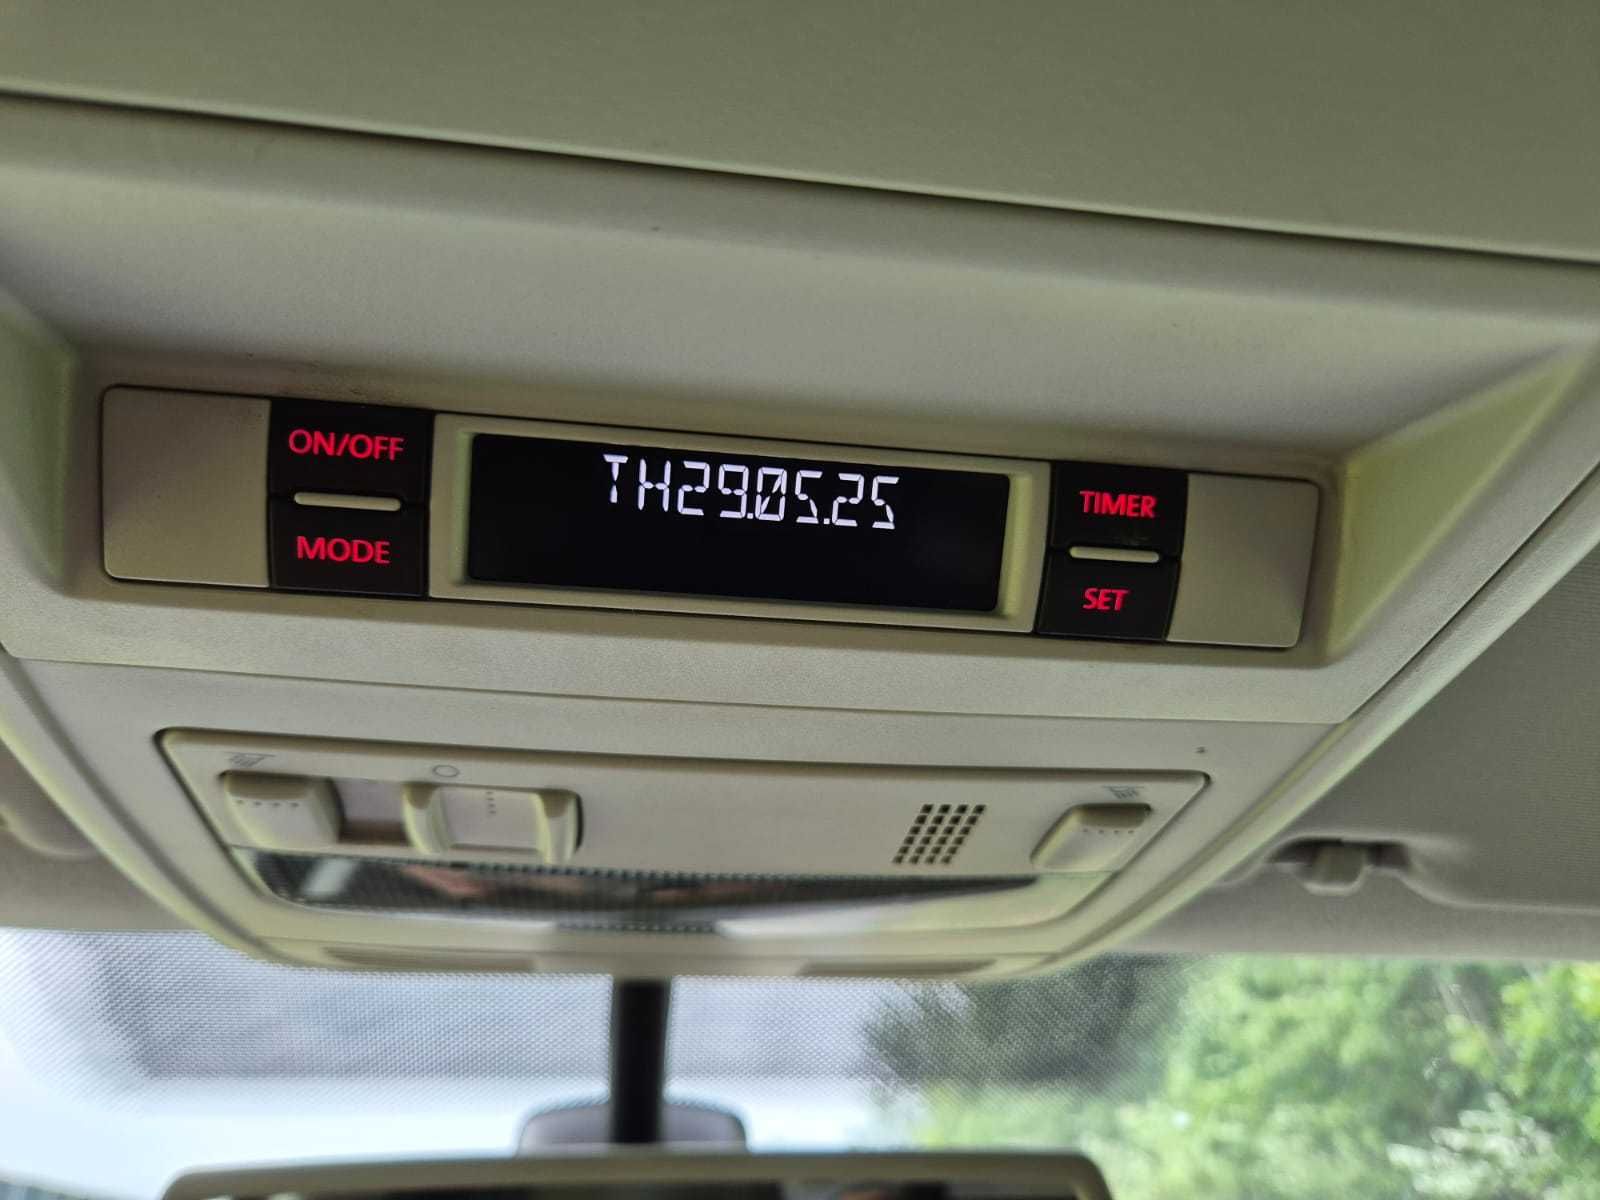 ON/OFF
MODE
TH29.05.25
TIMER
SET